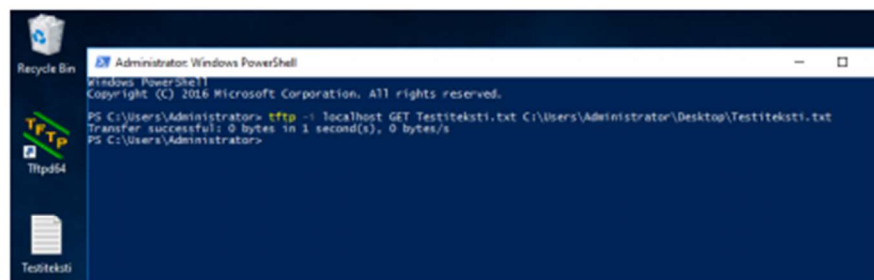 Recycle Bin
TFTP
Tftpd64
Testiteksti
Administrator: Windows PowerShell
Windows PowerShell
Copyright (C) 2016 Microsoft Corporation. All rights reserved.
PS C:\Users\Administrator> tftp -i localhost GET Testiteksti.txt C:\Users\Administrator\Desktop\Testiteksti.txt
Transfer successful: 0 bytes in 1 second(s), 0 bytes/s
PS C:\Users\Administrator>